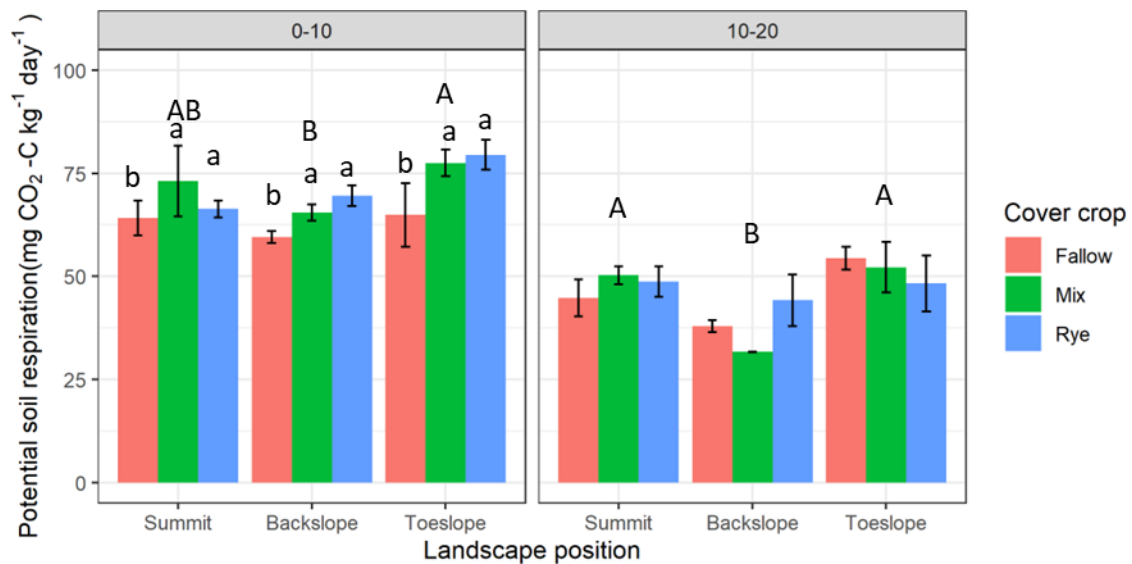 0-10
10-20
Potential soil respiration(mg CO₂ -C kg⁻¹ day⁻¹ )
100
75
50
25
0
AB
a
b
a
B
a
b
a
A
a
b
a
A
B
A
Summit
Backslope
Toeslope
Summit
Backslope
Toeslope
Landscape position
Cover crop
Fallow
Mix
Rye